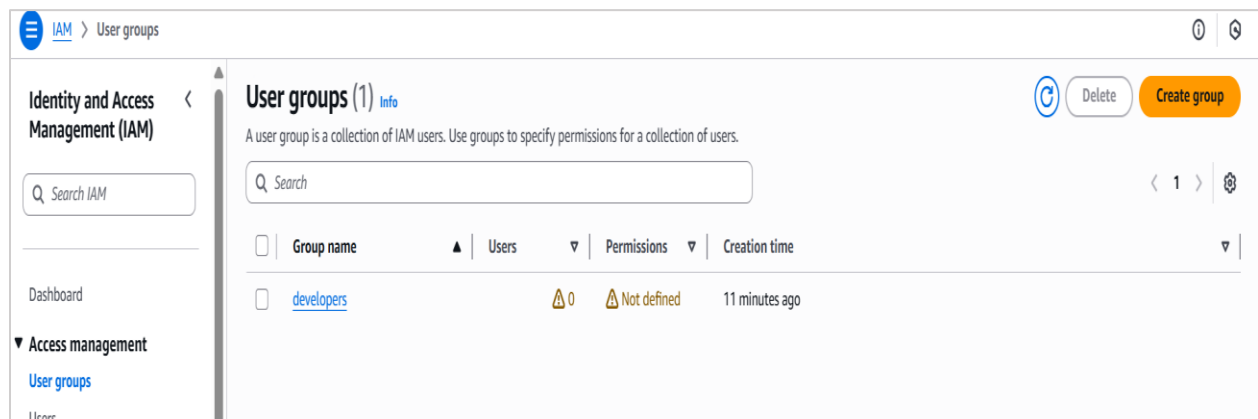 IAM > User groups
Identity and Access
Management (IAM)
Search IAM
Dashboard
Access management
User groups
Users
User groups (1) Info
Delete
Create group
A user group is a collection of IAM users. Use groups to specify permissions for a collection of users.
Search
1
Group name Users Permissions Creation time
developers 0 Not defined 11 minutes ago